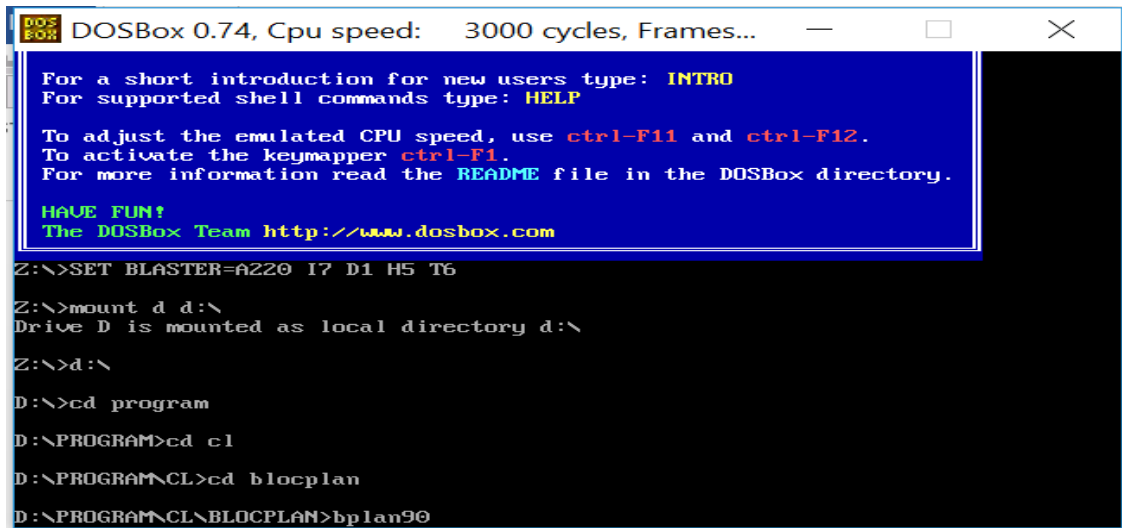 DOS BOX DOSBox 0.74, Cpu speed: 3000 cycles, Frames...
For a short introduction for new users type: INTRO
For supported shell commands type: HELP
To adjust the emulated CPU speed, use ctrl-F11 and ctrl-F12.
To activate the keymapper ctrl-F1.
For more information read the README file in the DOSBox directory.
HAVE FUN!
The DOSBox Team http://www.dosbox.com
Z:\>SET BLASTER=A220 I7 D1 H5 T6
Z:\>mount d d:\
Drive D is mounted as local directory d:\
Z:\>d:\
D:\>cd program
D:\PROGRAM>cd cl
D:\PROGRAM\CL>cd blocplan
D:\PROGRAM\CL\BLOCPLAN>bplan90